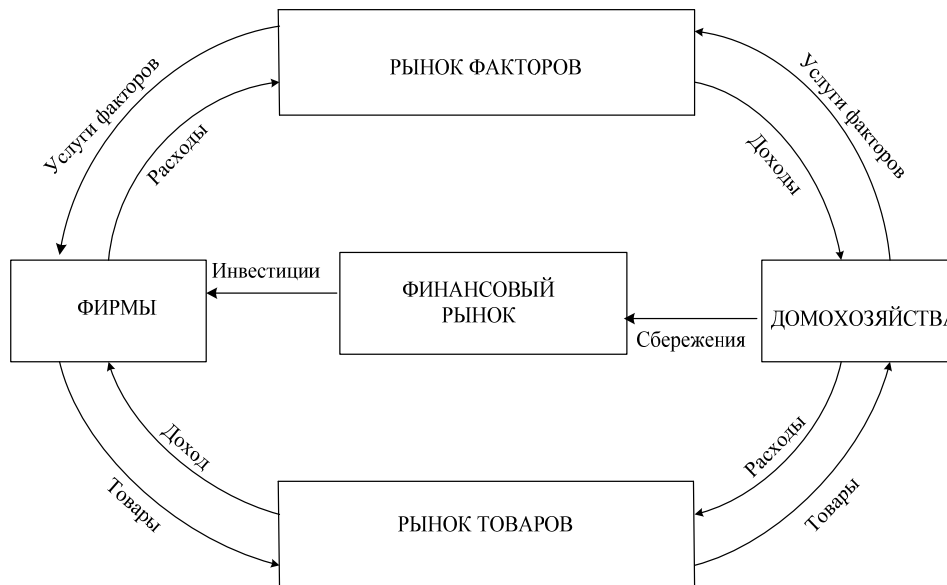 РЫНОК ФАКТОРОВ
Услуги факторов
Расходы
Доходы
Услуги факторов
ФИРМЫ
Инвестиции
ФИНАНСОВЫЙ
РЫНОК
Сбережения
ДОМОХОЗЯЙСТВА
Товары
Доход
Расходы
Товары
РЫНОК ТОВАРОВ